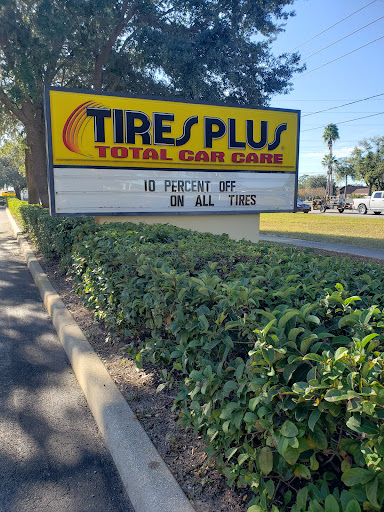 TIRES PLUS
TOTAL CAR CARE
10 PERCENT OFF
ON ALL TIRES